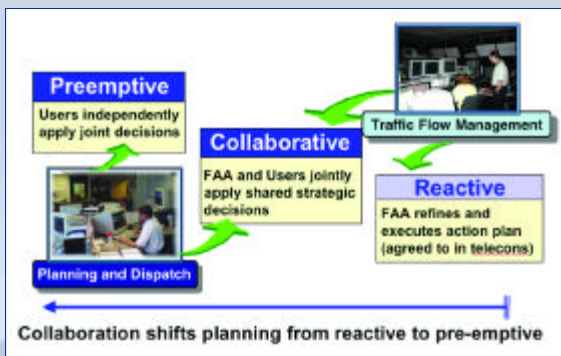 Preemptive
Users independently
apply joint decisions
Collaborative
FAA and Users jointly
apply shared strategic
decisions
Traffic Flow Management
Reactive
FAA refines and
executes action plan
(agreed to in telecons)
Planning and Dispatch
Collaboration shifts planning from reactive to pre-emptive